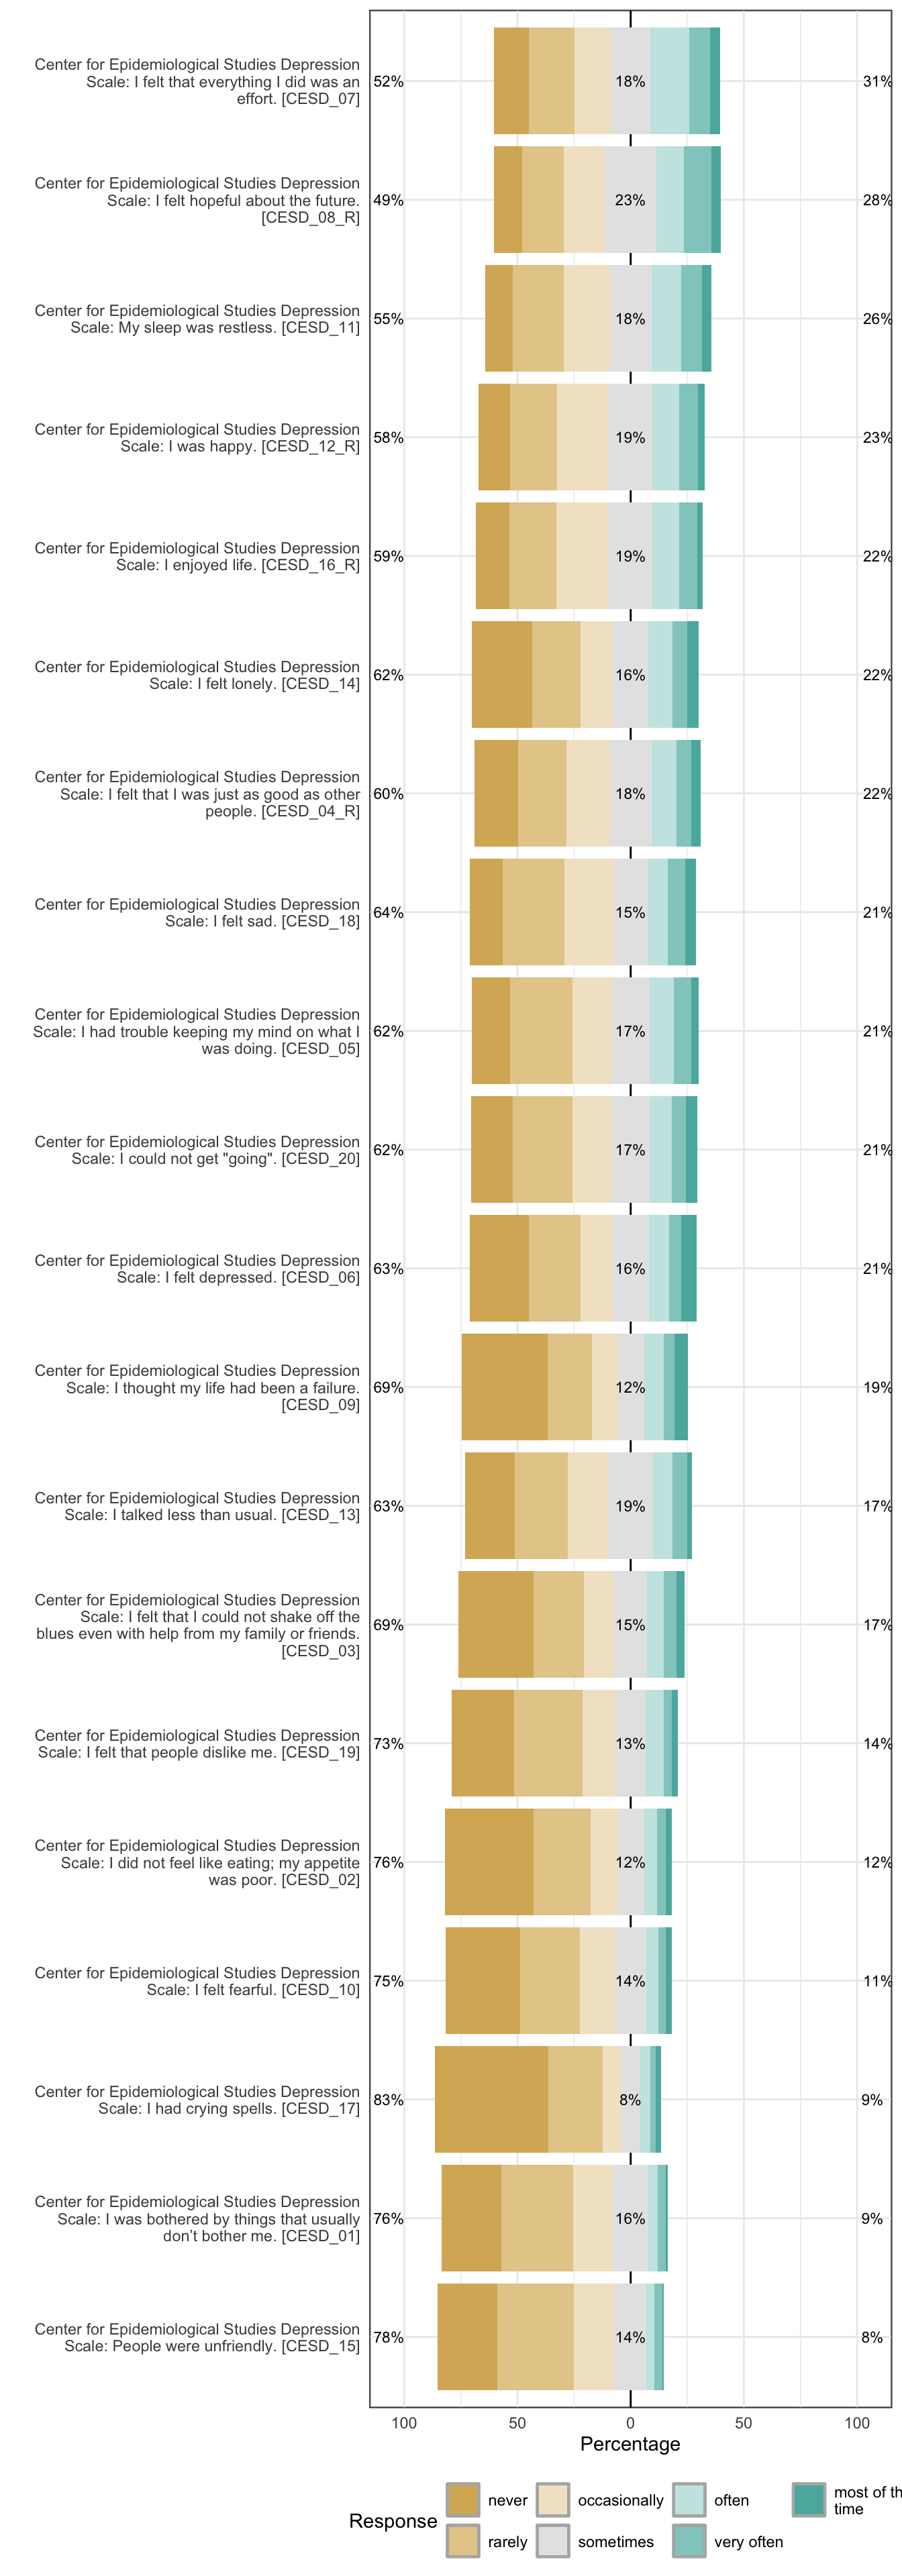 Center for Epidemiological Studies Depression
Scale: I felt that everything I did was an
effort. [CESD_07]
52%
18%
31%
Center for Epidemiological Studies Depression
Scale: I felt hopeful about the future.
[CESD_08_R]
49%
23%
28%
Center for Epidemiological Studies Depression
Scale: My sleep was restless. [CESD_11]
55%
18%
26%
Center for Epidemiological Studies Depression
Scale: I was happy. [CESD_12_R]
58%
19%
23%
Center for Epidemiological Studies Depression
Scale: I enjoyed life. [CESD_16_R]
59%
19%
22%
Center for Epidemiological Studies Depression
Scale: I felt lonely. [CESD_14]
62%
16%
22%
Center for Epidemiological Studies Depression
Scale: I felt that I was just as good as other
people. [CESD_04_R]
60%
18%
22%
Center for Epidemiological Studies Depression
Scale: I felt sad. [CESD_18]
64%
15%
21%
Center for Epidemiological Studies Depression
Scale: I had trouble keeping my mind on what I
was doing. [CESD_05]
62%
17%
21%
Center for Epidemiological Studies Depression
Scale: I could not get "going". [CESD_20]
62%
17%
21%
Center for Epidemiological Studies Depression
Scale: I felt depressed. [CESD_06]
63%
16%
21%
Center for Epidemiological Studies Depression
Scale: I thought my life had been a failure.
[CESD_09]
69%
12%
19%
Center for Epidemiological Studies Depression
Scale: I talked less than usual. [CESD_13]
63%
19%
17%
Center for Epidemiological Studies Depression
Scale: I felt that I could not shake off the
blues even with help from my family or friends.
[CESD_03]
69%
15%
17%
Center for Epidemiological Studies Depression
Scale: I felt that people dislike me. [CESD_19]
73%
13%
14%
Center for Epidemiological Studies Depression
Scale: I did not feel like eating; my appetite
was poor. [CESD_02]
76%
12%
12%
Center for Epidemiological Studies Depression
Scale: I felt fearful. [CESD_10]
75%
14%
11%
Center for Epidemiological Studies Depression
Scale: I had crying spells. [CESD_17]
83%
8%
9%
Center for Epidemiological Studies Depression
Scale: I was bothered by things that usually
don’t bother me. [CESD_01]
76%
16%
9%
Center for Epidemiological Studies Depression
Scale: People were unfriendly. [CESD_15]
78%
14%
8%
100 50 0 50 100
Percentage
Response
never
rarely
occasionally
sometimes
often
very often
most of th
time